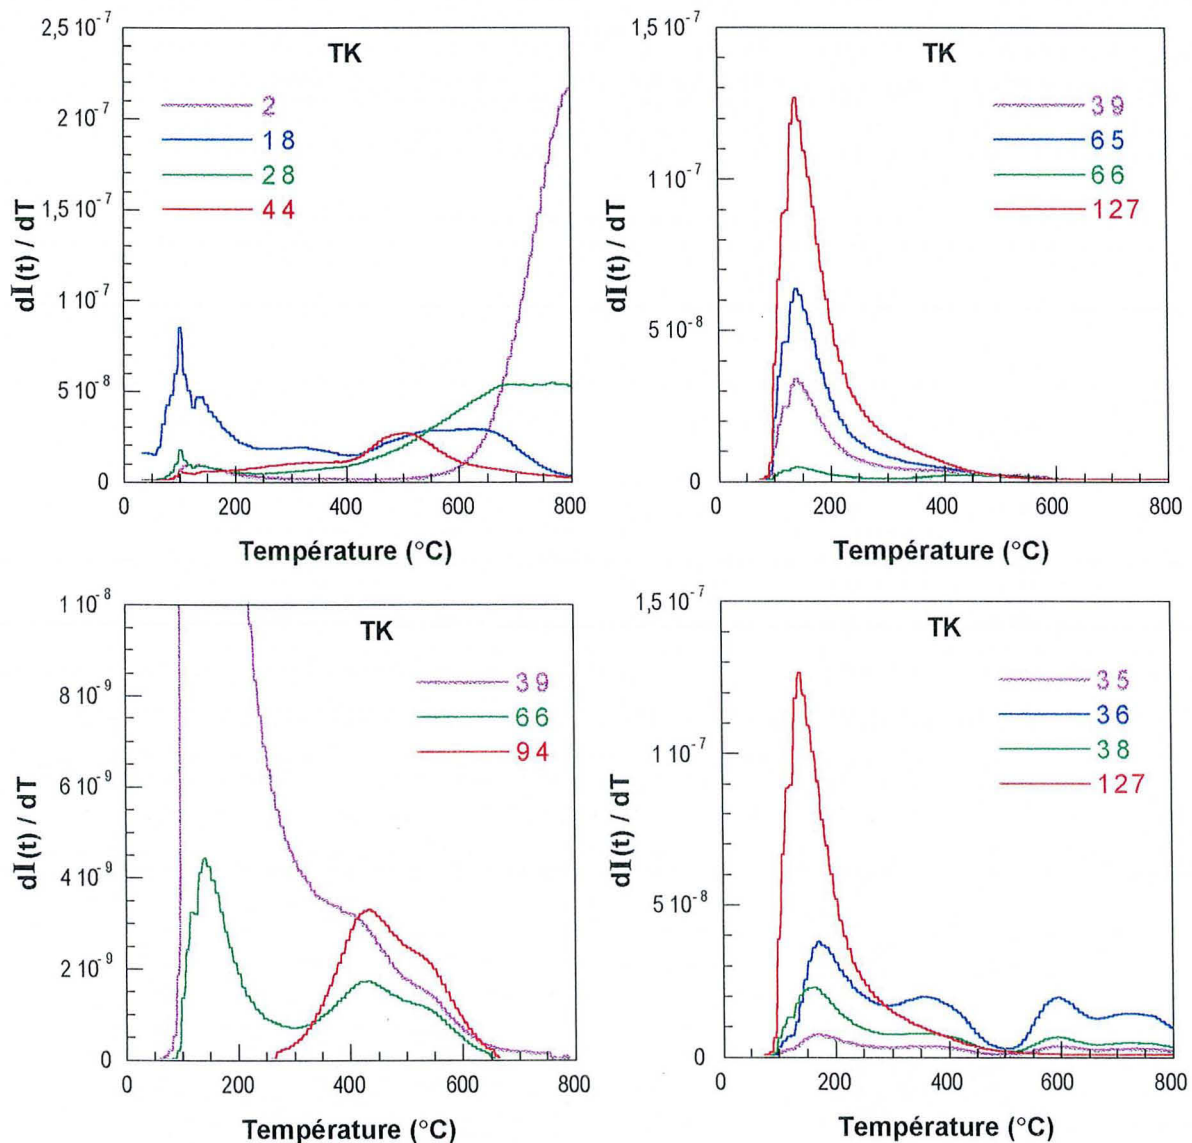 2,5 10-7
TK
2 10-7
1,5 10-7
1 10-7
5 10-8
0
dI(t) / dT
2
18
28
44
0 200 400 600 800
Température (°C)
1,5 10-7
TK
1 10-7
5 10-8
0
dI(t) / dT
39
65
66
127
0 200 400 600 800
Température (°C)
1 10-8
TK
8 10-9
6 10-9
4 10-9
2 10-9
0
dI(t) / dT
39
66
94
0 200 400 600 800
Température (°C)
1,5 10-7
TK
1 10-7
5 10-8
0
dI(t) / dT
35
36
38
127
0 200 400 600 800
Température (°C)